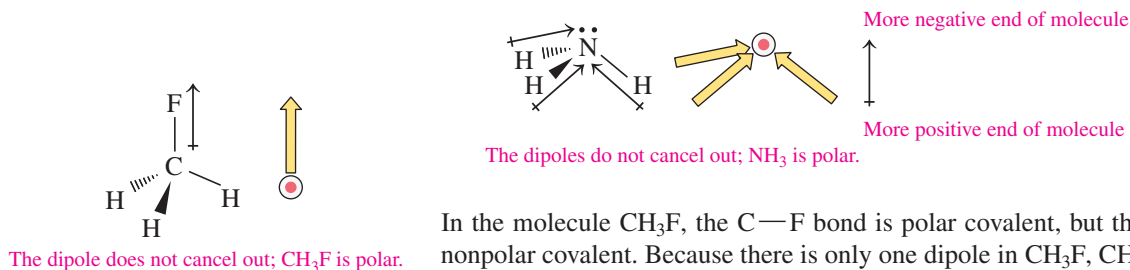 F
C
H
H
H
The dipole does not cancel out; CH₃F is polar.
N
H
H
H
The dipoles do not cancel out; NH₃ is polar.
More negative end of molecule
More positive end of molecule
In the molecule CH₃F, the C—F bond is polar covalent, but th
nonpolar covalent. Because there is only one dipole in CH₃F, CH